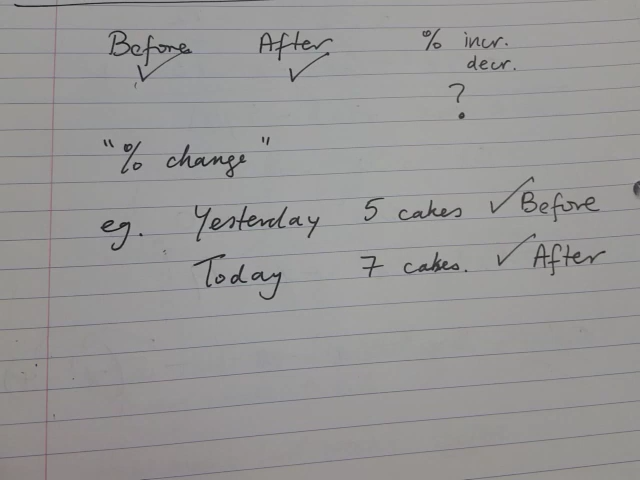 Before After % incr.
decr.
?
"% change"
eg. Yesterday 5 cakes ✓ Before
Today 7 cakes. ✓ After